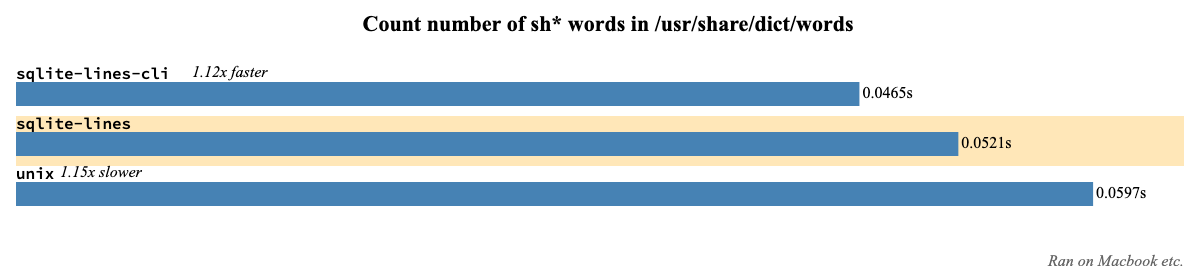 Count number of sh* words in /usr/share/dict/words
sqlite-lines-cli 1.12x faster
0.0465s
sqlite-lines
0.0521s
unix 1.15x slower
0.0597s
Ran on Macbook etc.